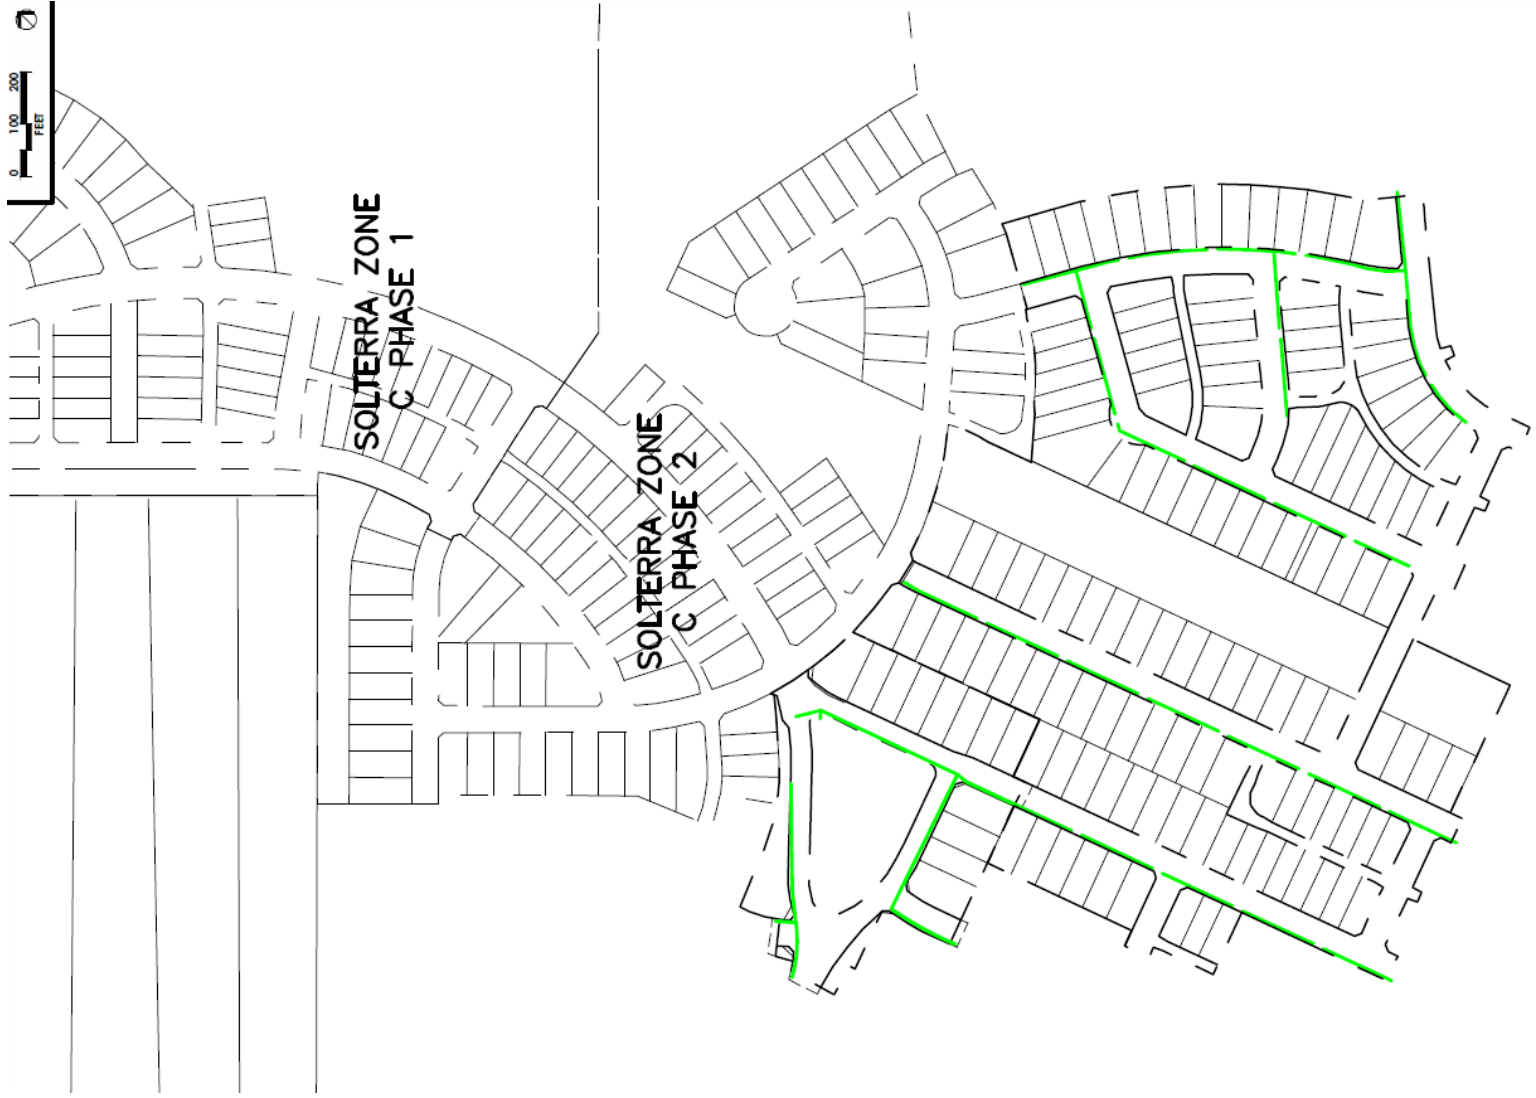 0 100 200
FEET
SOLTERRA ZONE
C PHASE 1
SOLTERRA ZONE
C PHASE 2